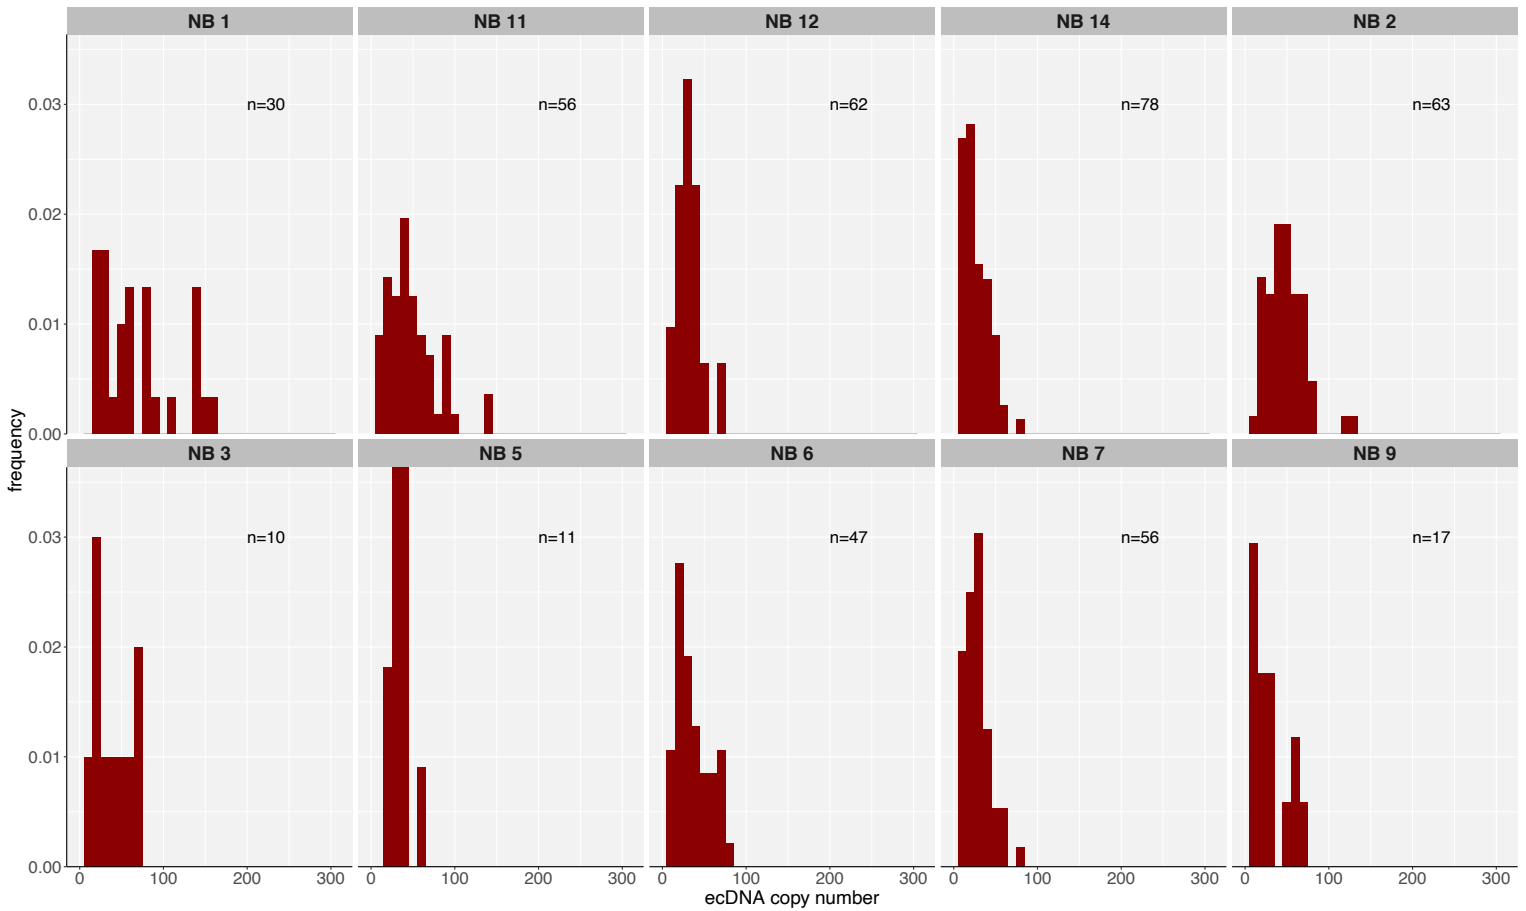 NB 1 NB 11 NB 12 NB 14 NB 2
0.03 n=30 n=56 n=62 n=78 n=63
0.02
0.01
0.00
frequency
NB 3 NB 5 NB 6 NB 7 NB 9
0.03 n=10 n=11 n=47 n=56 n=17
0.02
0.01
0.00
0 100 200 300 0 100 200 300 0 100 200 300 0 100 200 300 0 100 200 300
ecDNA copy number